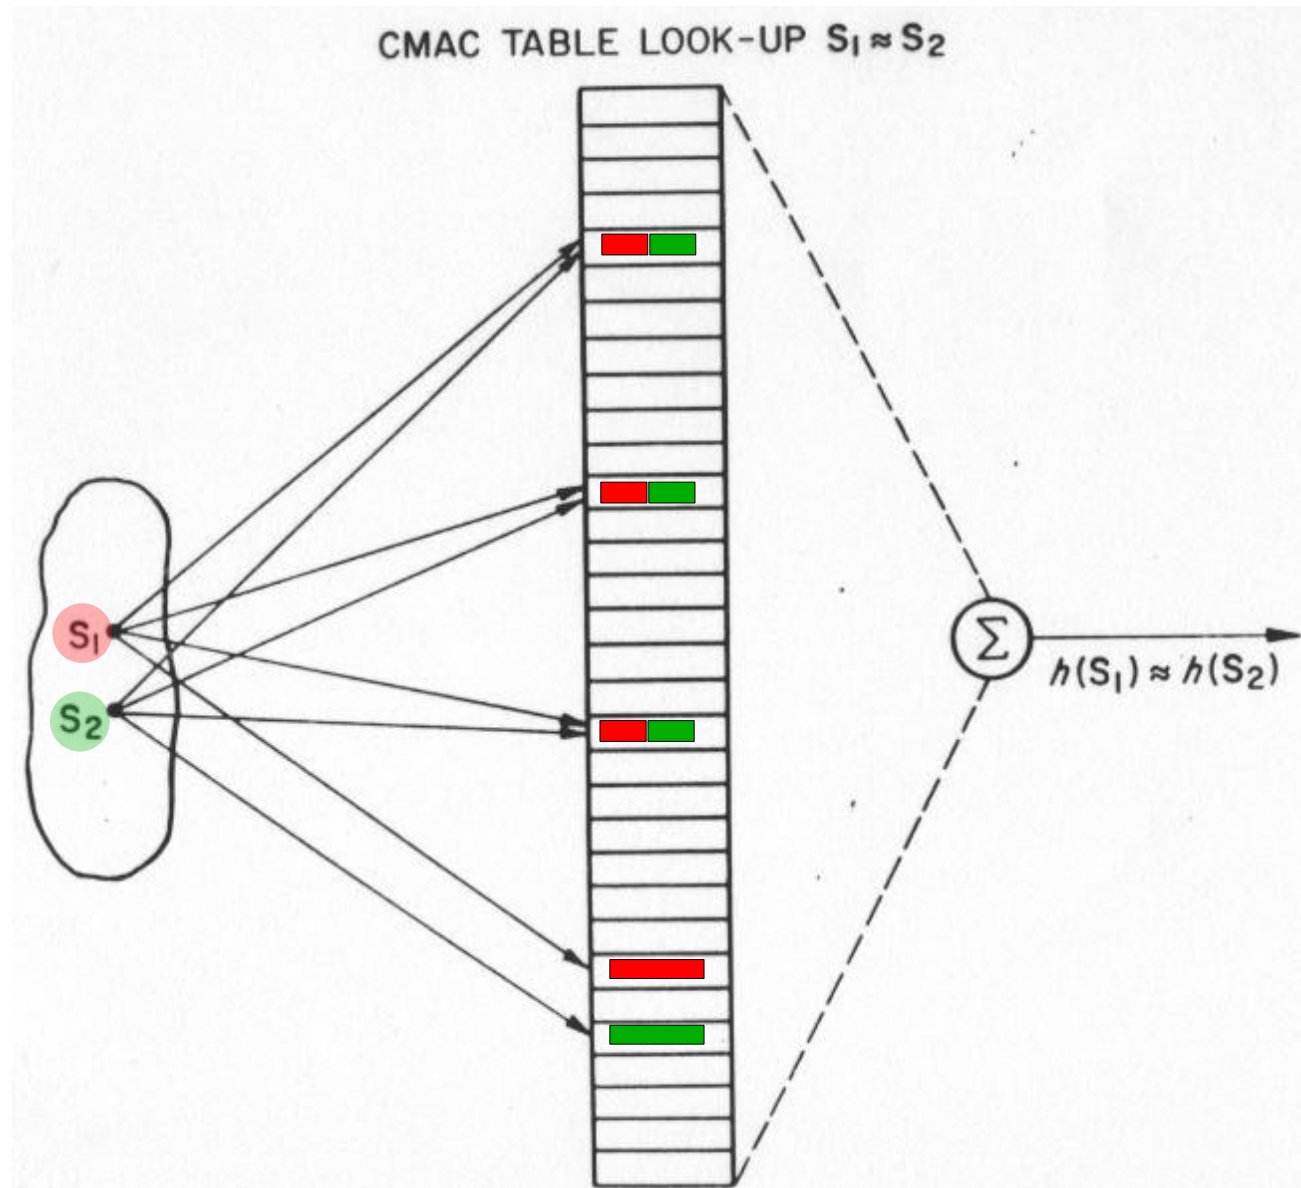 CMAC TABLE LOOK-UP S₁ ≈ S₂
S₁
S₂
Σ
h(S₁) ≈ h(S₂)